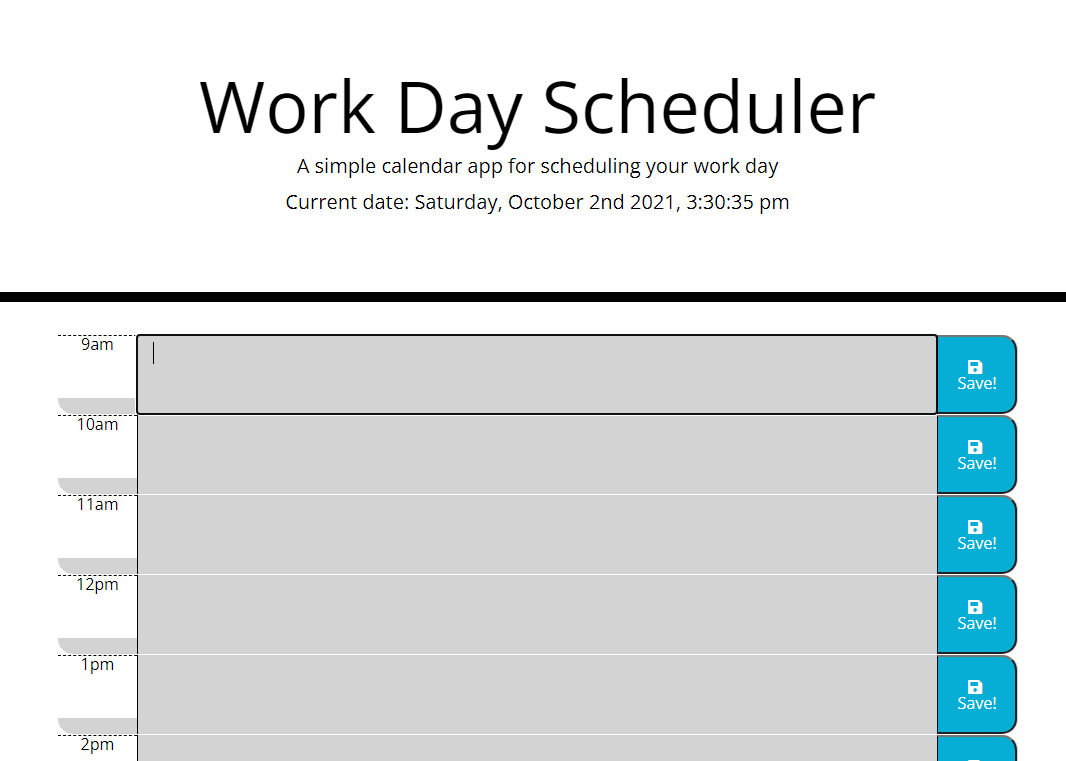 Work Day Scheduler
A simple calendar app for scheduling your work day
Current date: Saturday, October 2nd 2021, 3:30:35 pm
9am
Save!
10am
Save!
11am
Save!
12pm
Save!
1pm
Save!
2pm